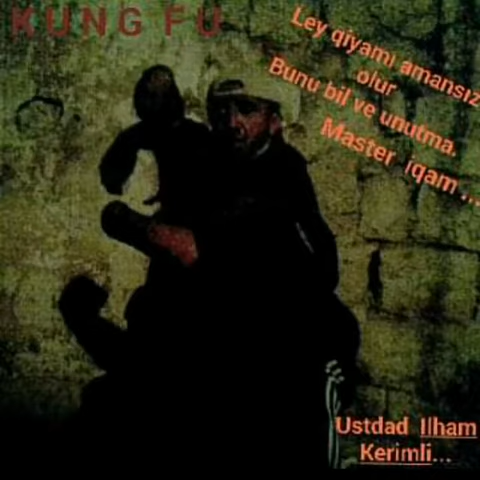 KUNG FU
Ley qiyamı amansız
olur
Bunu bil ve unutma.
Master iqam ...
Ustdad Ilham
Kerimli...